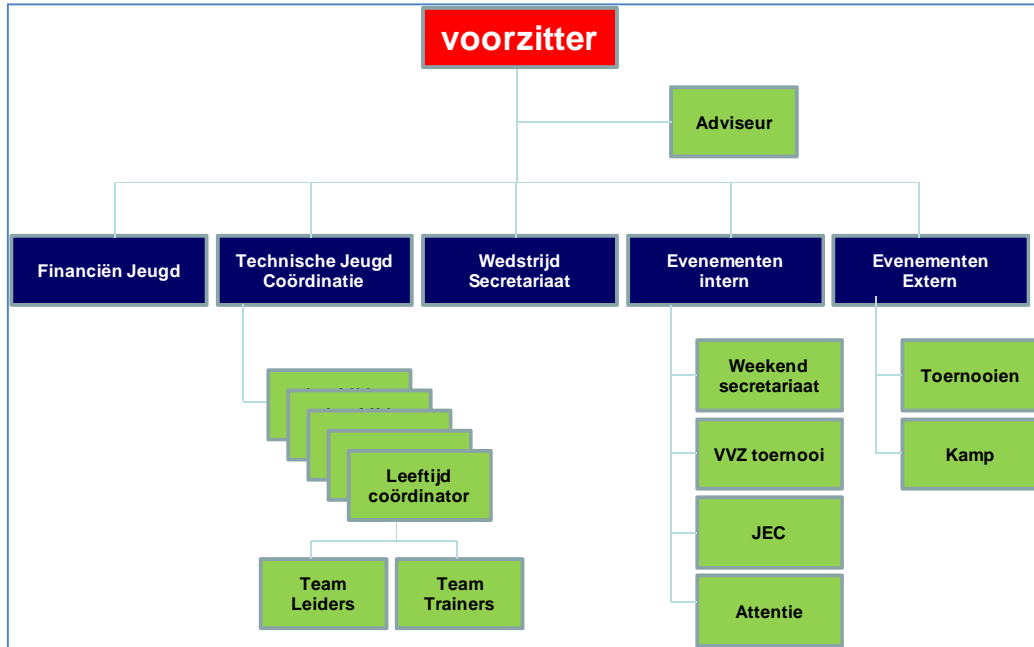 voorzitter
Adviseur
Financiën Jeugd
Technische Jeugd
Coördinatie
Wedstrijd
Secretariaat
Evenementen
intern
Evenementen
Extern
Weekend
secretariaat
Toernooien
VVZ toernooi
Kamp
Leeftijd
coördinator
JEC
Team
Leiders
Team
Trainers
Attentie